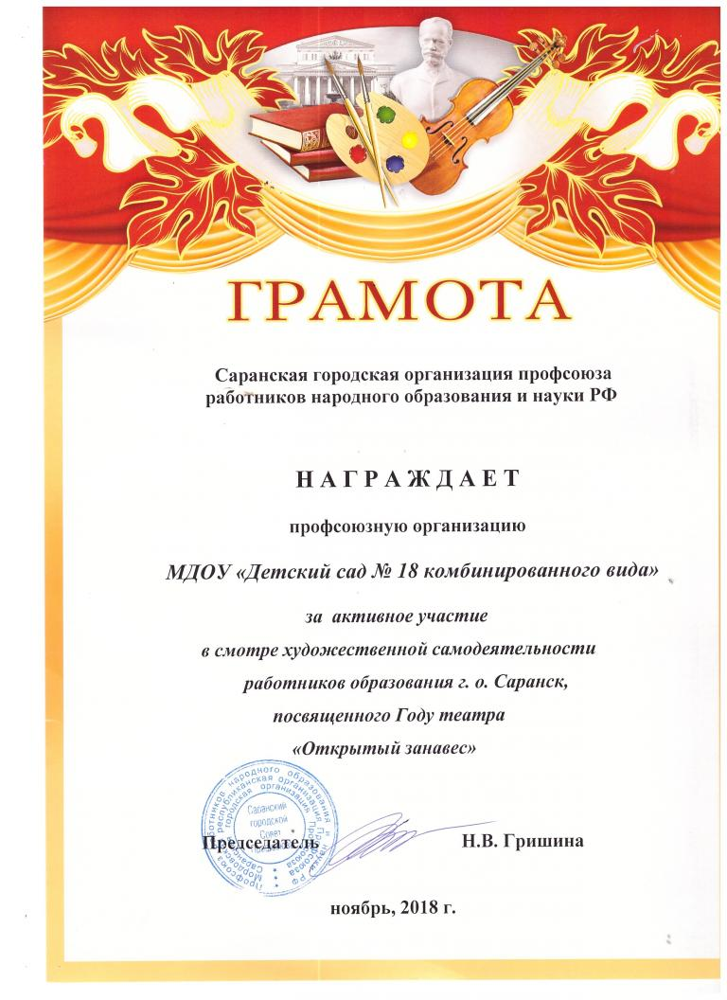 ГРАМОТА
Саранская городская организация профсоюза
работников народного образования и науки РФ
НАГРАЖДАЕТ
профсоюзную организацию
МДОУ «Детский сад № 18 комбинированного вида»
за активное участие
в смотре художественной самодеятельности
работников образования г. о. Саранск,
посвященного Году театра
«Открытый занавес»
Саранский
городской
Совет
Председатель
Н.В. Гришина
ноябрь, 2018 г.